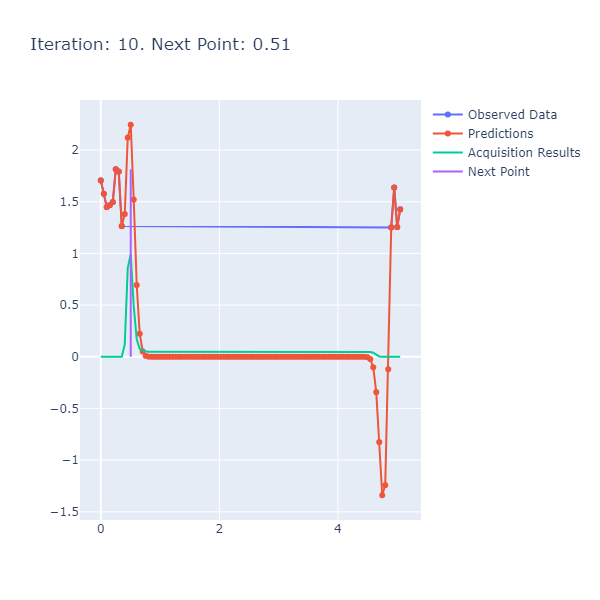 Iteration: 10. Next Point: 0.51
Observed Data
Predictions
Acquisition Results
Next Point
2
1.5
1
0.5
0
−0.5
−1
−1.5
0
2
4